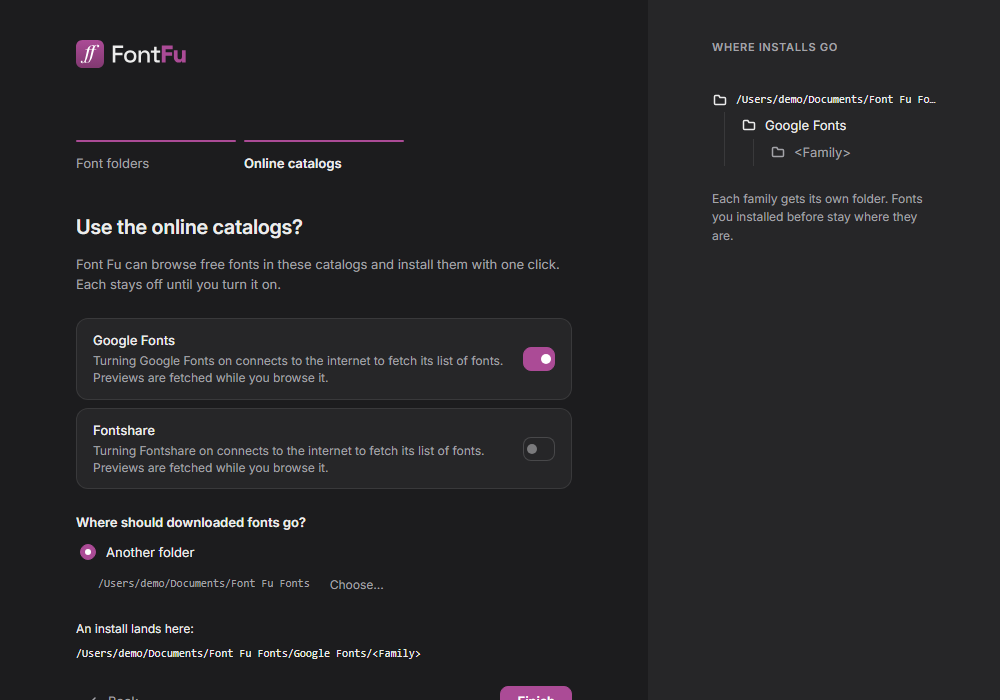 ff FontFu
Font folders
Online catalogs
Use the online catalogs?
Font Fu can browse free fonts in these catalogs and install them with one click.
Each stays off until you turn it on.
Google Fonts
Turning Google Fonts on connects to the internet to fetch its list of fonts.
Previews are fetched while you browse it.
Fontshare
Turning Fontshare on connects to the internet to fetch its list of fonts.
Previews are fetched while you browse it.
Where should downloaded fonts go?
Another folder
/Users/demo/Documents/Font Fu Fonts
Choose...
An install lands here:
/Users/demo/Documents/Font Fu Fonts/Google Fonts/<Family>
Back
Finish
WHERE INSTALLS GO
/Users/demo/Documents/Font Fu Fo…
Google Fonts
<Family>
Each family gets its own folder. Fonts
you installed before stay where they
are.